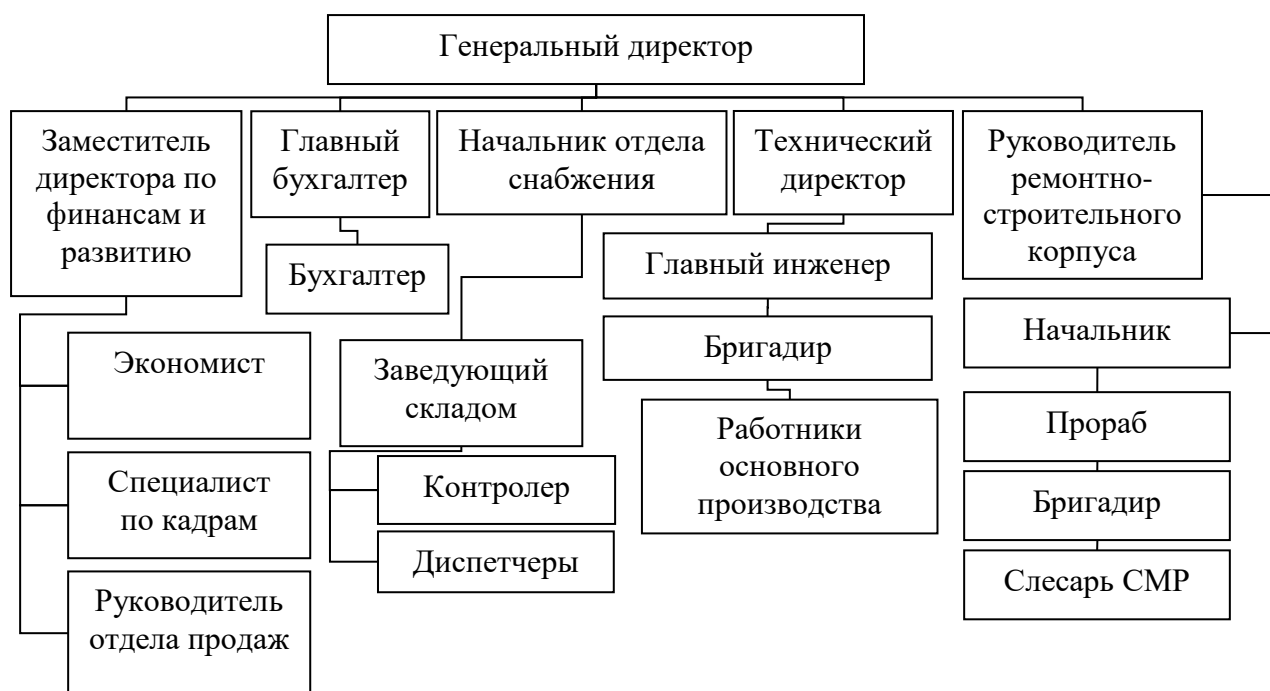 Генеральный директор
Заместитель
директора по
финансам и
развитию
Главный
бухгалтер
Начальник отдела
снабжения
Технический
директор
Руководитель
ремонтно-
строительного
корпуса
Бухгалтер
Главный инженер
Экономист
Заведующий
складом
Бригадир
Начальник
Специалист
по кадрам
Контролер
Работники
основного
производства
Прораб
Бригадир
Диспетчеры
Слесарь СМР
Руководитель
отдела продаж